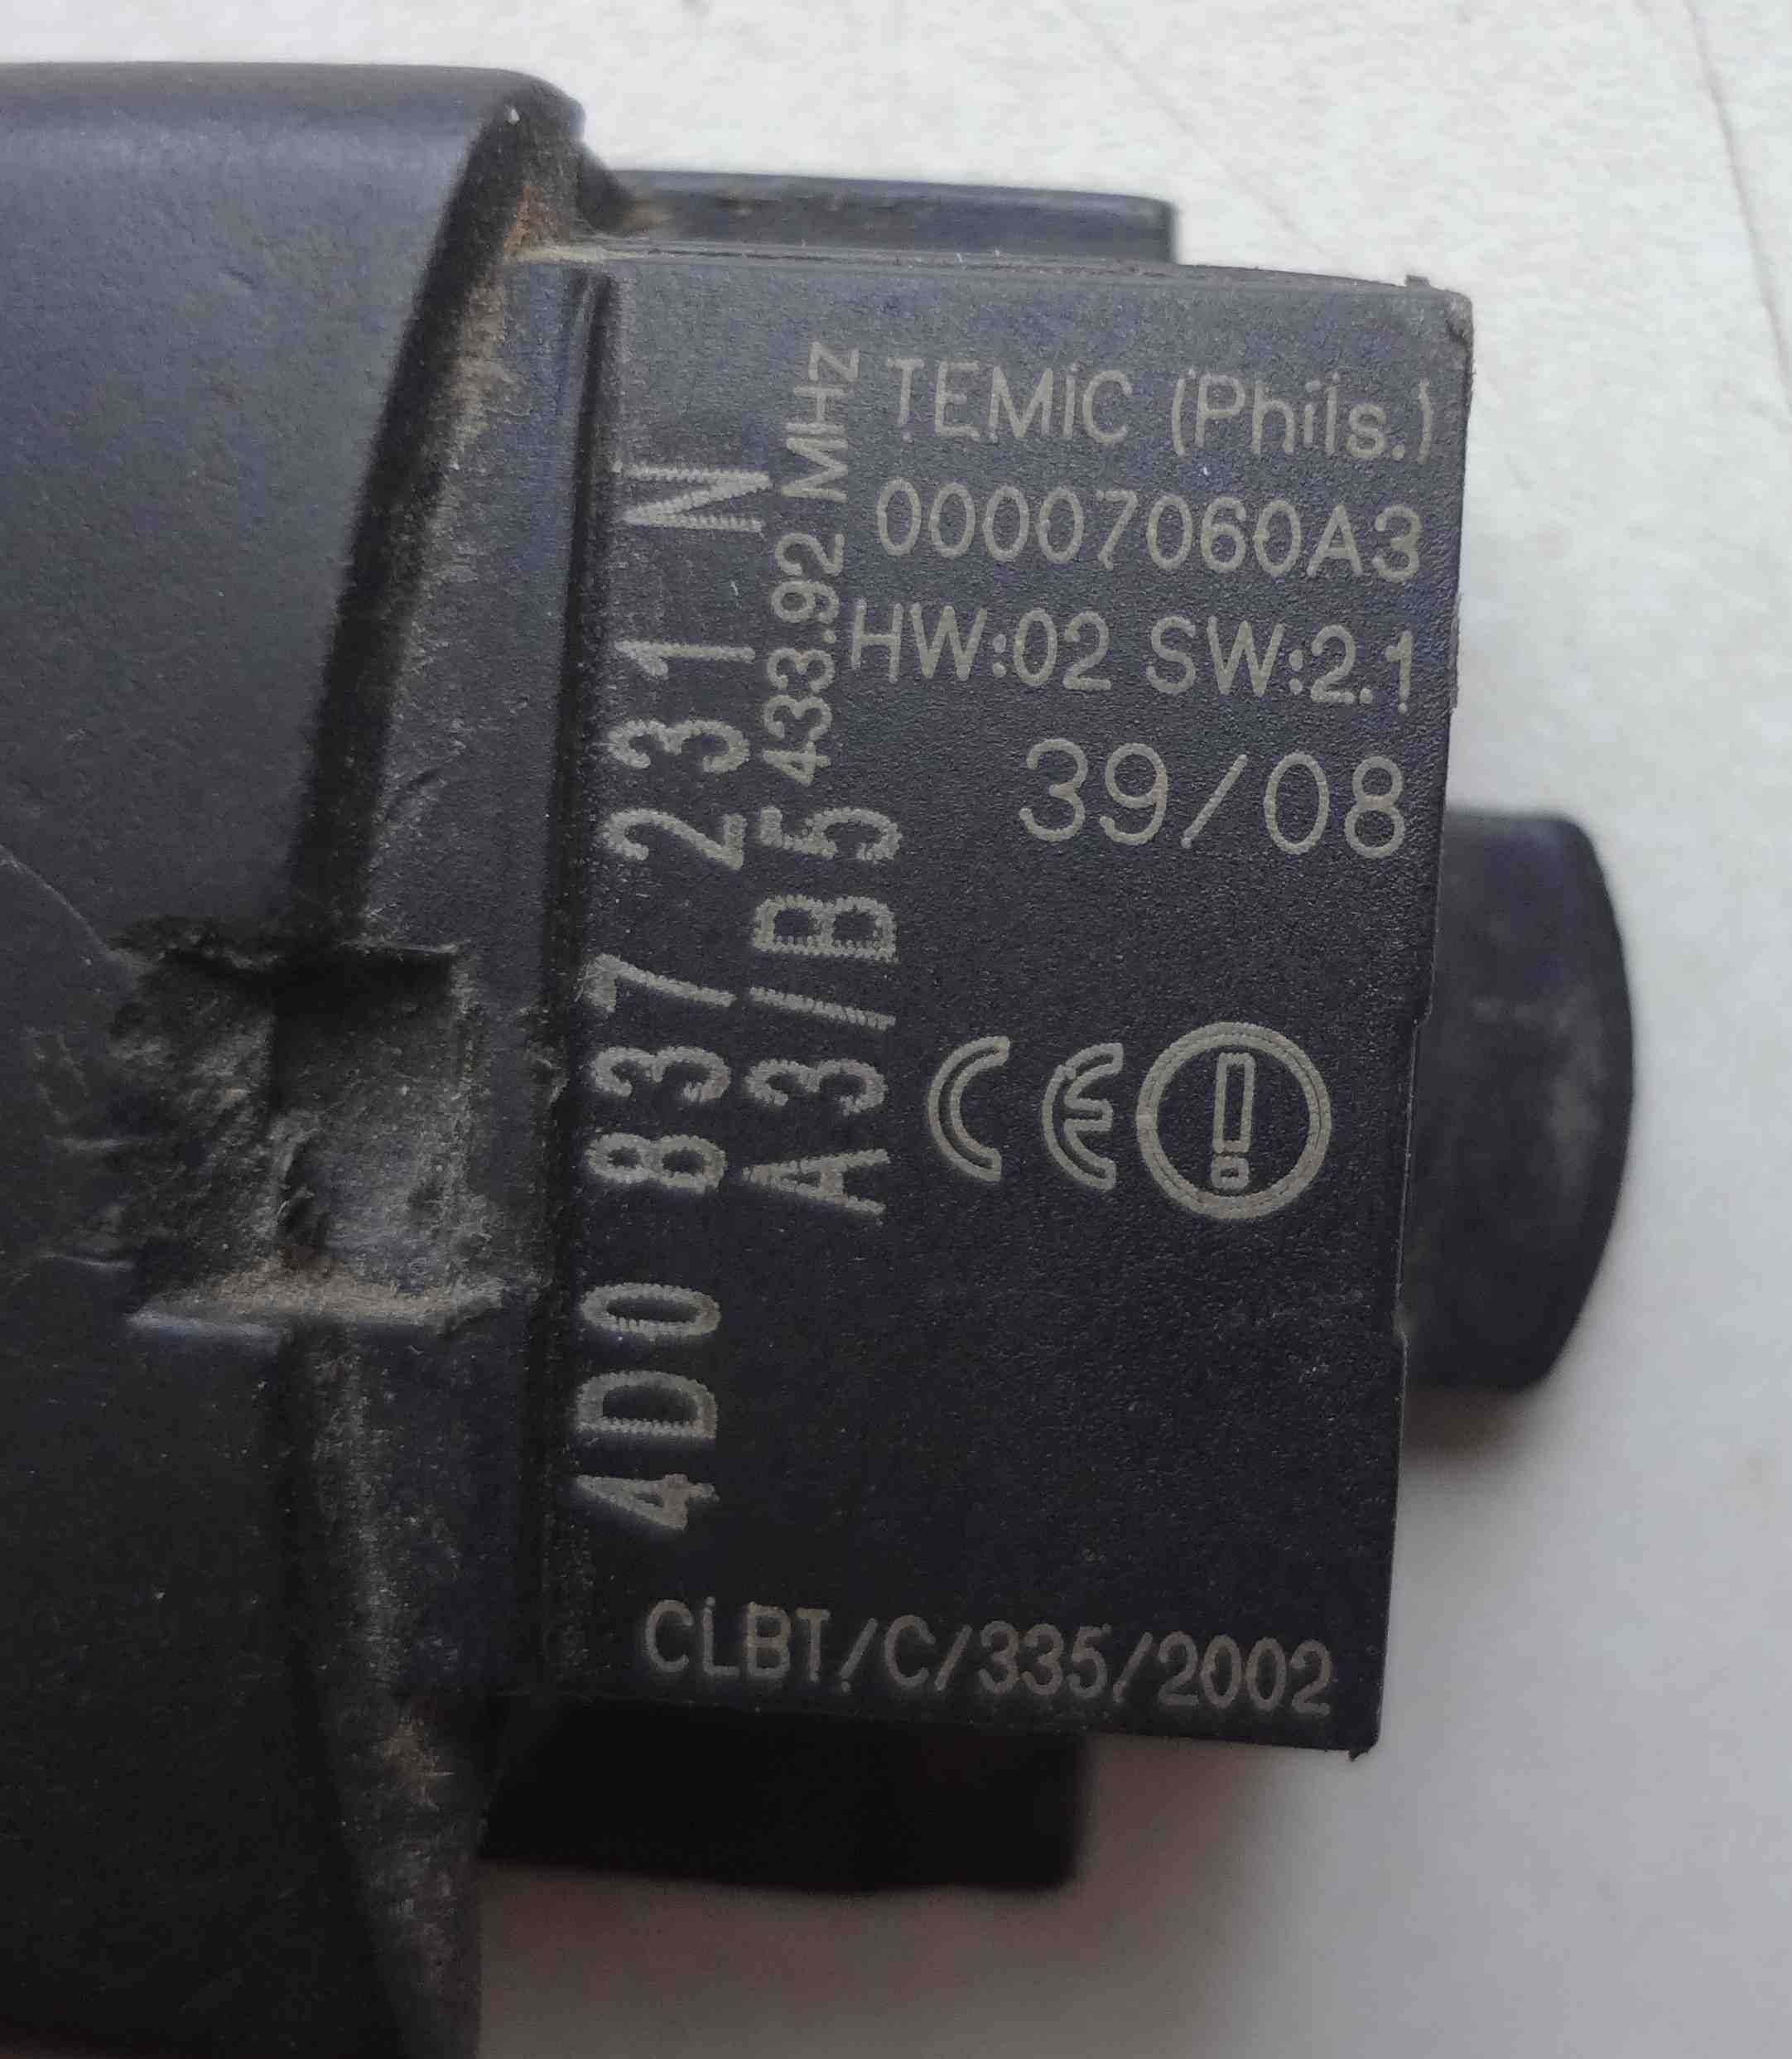 TEMIC (Phils.)
00007060A3
HW:02 SW:2.1
39/08
4D0 837 231 N
433.92 MHz
A3/B5
CE
CLBT/C/335/2002